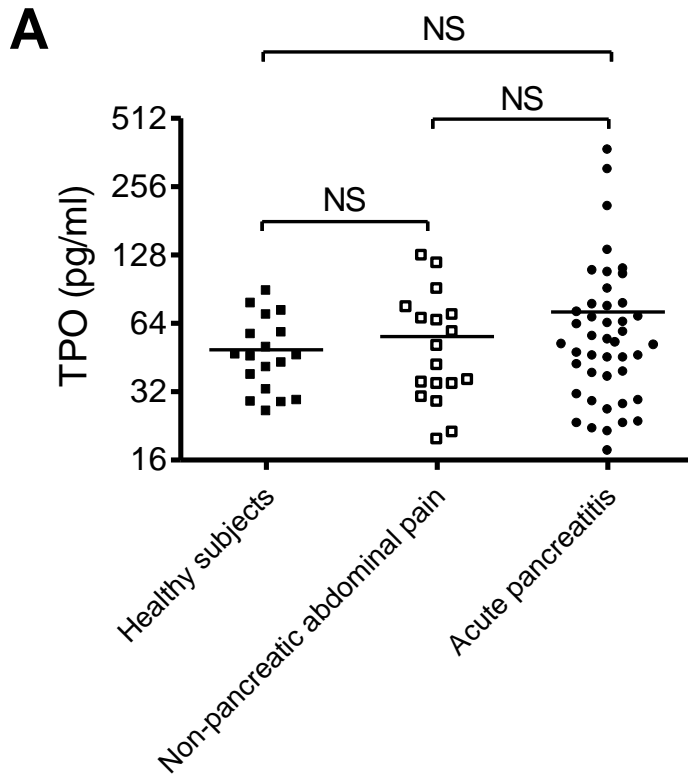 A
NS
NS
NS
512
256
128
64
32
16
TPO (pg/ml)
Healthy subjects
Non-pancreatic abdominal pain
Acute pancreatitis